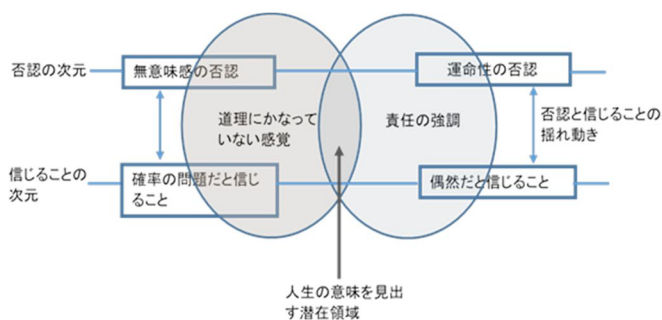 否認の次元
無意味感の否認
運命性の否認
道理にかなって
いない感覚
責任の強調
否認と信じることの
揺れ動き
信じることの
次元
確率の問題だと信じ
ること
偶然だと信じること
人生の意味を見出
す潜在領域